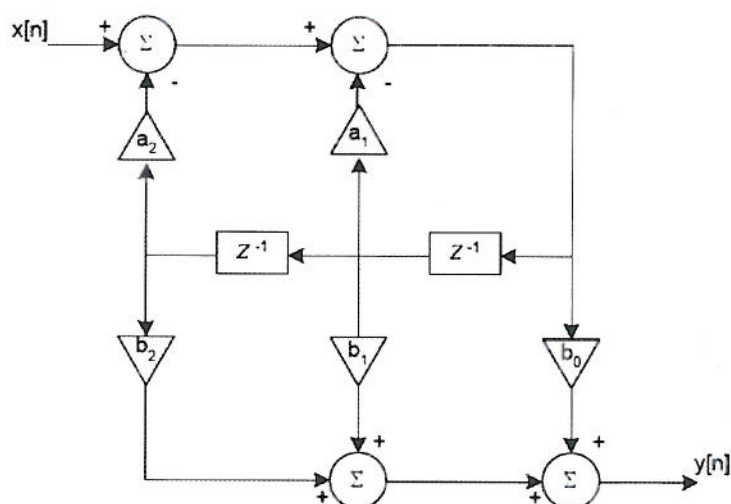 x[n] + Σ + Σ
- -
a₂ a₁
Z⁻¹ Z⁻¹
b₂ b₁ b₀
+ + y[n]
+ Σ + Σ